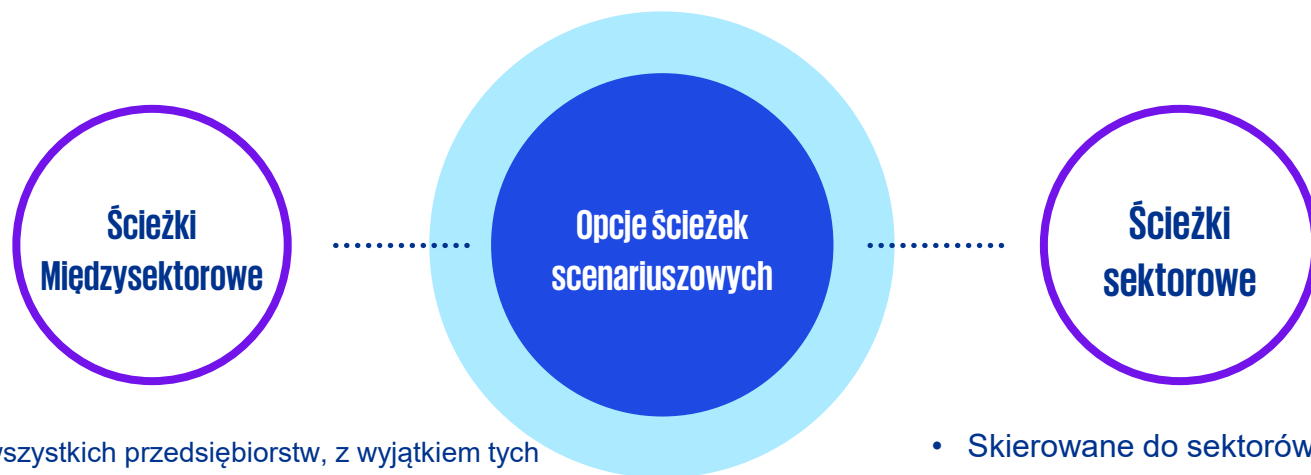 Ścieżki
Międzysektorowe
Opcje ścieżek
scenariuszowych
Ścieżki
sektorowe
wszystkich przedsiębiorstw, z wyjątkiem tych
• Skierowane do sektorów